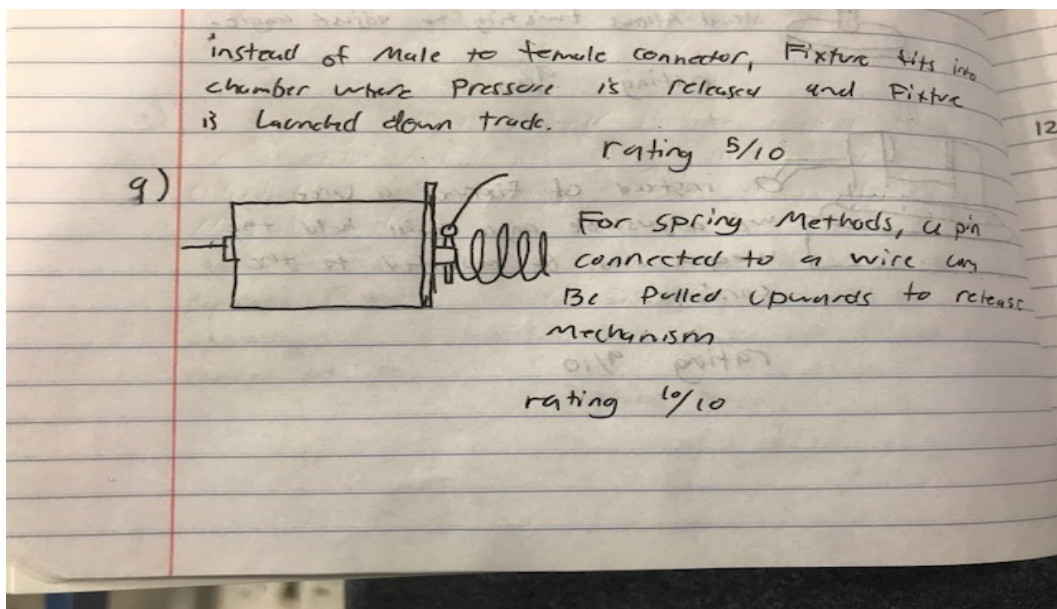 instead of Male to female connector, Fixture fits into
chamber where Pressure is released and Fixture
is Launched down track.
12
rating 5/10
9)
For spring Methods, a pin
connected to a wire can
Be Pulled upwards to release
Mechanism
rating 10/10